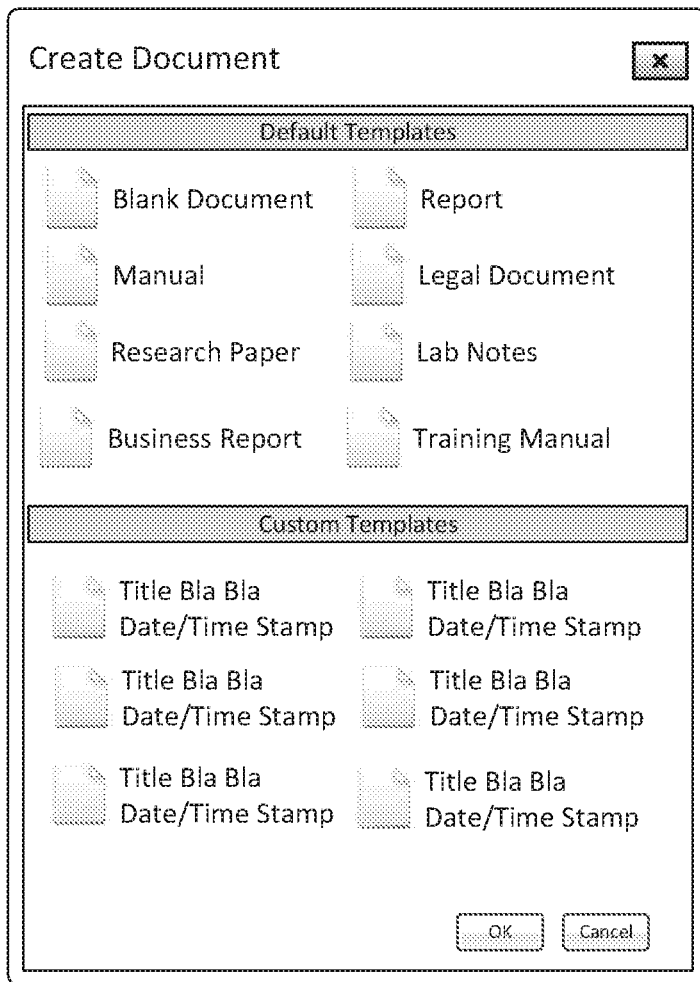 Create Document
x
Default Templates
Blank Document
Report
Manual
Legal Document
Research Paper
Lab Notes
Business Report
Training Manual
Custom Templates
Title Bla Bla
Date/Time Stamp
Title Bla Bla
Date/Time Stamp
Title Bla Bla
Date/Time Stamp
Title Bla Bla
Date/Time Stamp
Title Bla Bla
Date/Time Stamp
Title Bla Bla
Date/Time Stamp
OK
Cancel